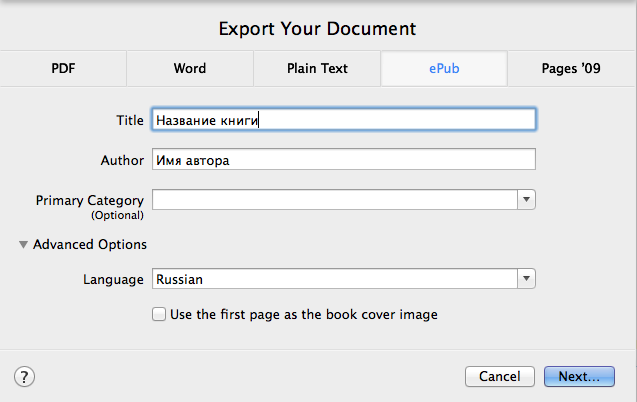 Export Your Document
PDF Word Plain Text ePub Pages '09
Title Название книги
Author Имя автора
Primary Category
(Optional)
Advanced Options
Language Russian
Use the first page as the book cover image
? Cancel Next...